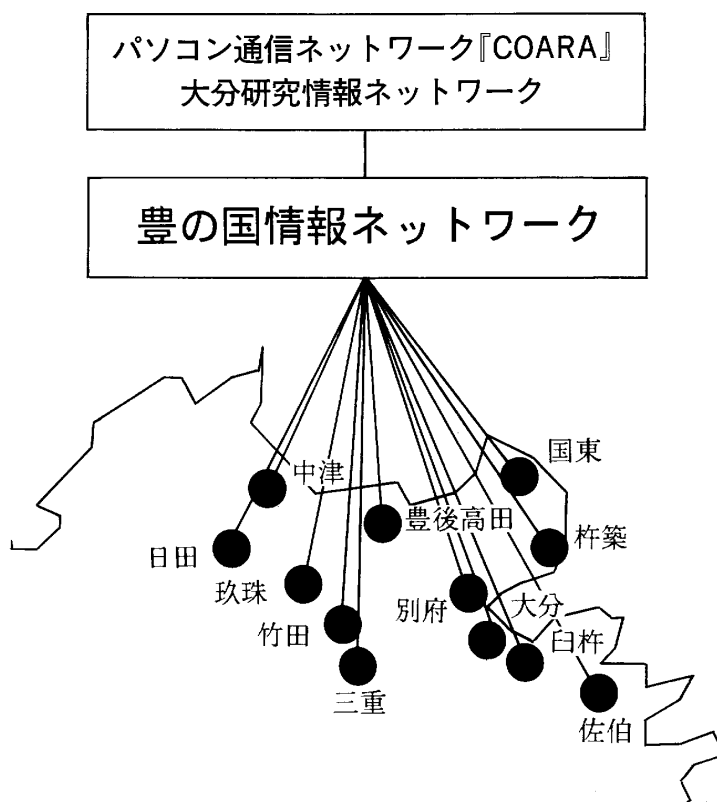 パソコン通信ネットワーク『COARA』
大分研究情報ネットワーク
豊の国情報ネットワーク
国東
中津
豊後高田
杵築
日田
玖珠
別府
大分
竹田
臼杵
三重
佐伯